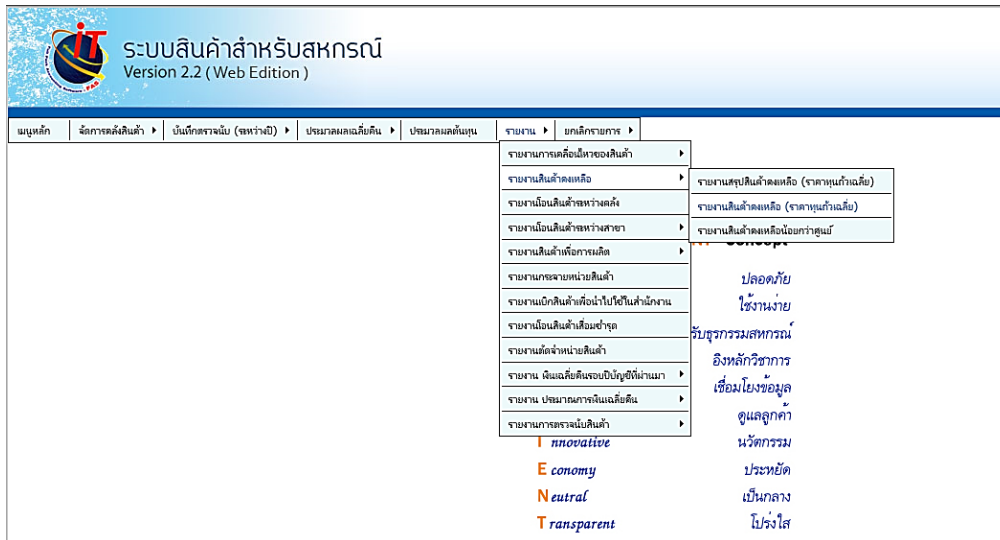 iT
ระบบสินค้าสำหรับสหกรณ์
Version 2.2 ( Web Edition )
เมนูหลัก จัดการคลังสินค้า บันทึกตรวจนับ (ระหว่างปี) ประมวลผลเฉลี่ยคืน ประมวลผลต้นทุน รายงาน ยกเลิกรายการ
รายงานการเคลื่อนไหวของสินค้า
รายงานสินค้าคงเหลือ
รายงานสรุปสินค้าคงเหลือ (ราคาทุนถัวเฉลี่ย)
รายงานสินค้าคงเหลือ (ราคาทุนถัวเฉลี่ย)
รายงานสินค้าคงเหลือน้อยกว่าศูนย์
รายงานโอนสินค้าระหว่างคลัง
รายงานโอนสินค้าระหว่างสาขา
รายงานสินค้าเพื่อการผลิต
รายงานกระจายหน่วยสินค้า
รายงานเบิกสินค้าเพื่อนำไปใช้ในสำนักงาน
รายงานโอนสินค้าเสื่อมชำรุด
รายงานตัดจำหน่ายสินค้า
รายงาน เงินเฉลี่ยคืนรอบปีบัญชีที่ผ่านมา
รายงาน ประมาณการเงินเฉลี่ยคืน
รายงานการตรวจนับสินค้า
ปลอดภัย
ใช้งานง่าย
รับธุรกรรมสหกรณ์
อิงหลักวิชาการ
เชื่อมโยงข้อมูล
ดูแลลูกค้า
Innovative นวัตกรรม
Economy ประหยัด
Neutral เป็นกลาง
Transparent โปร่งใส